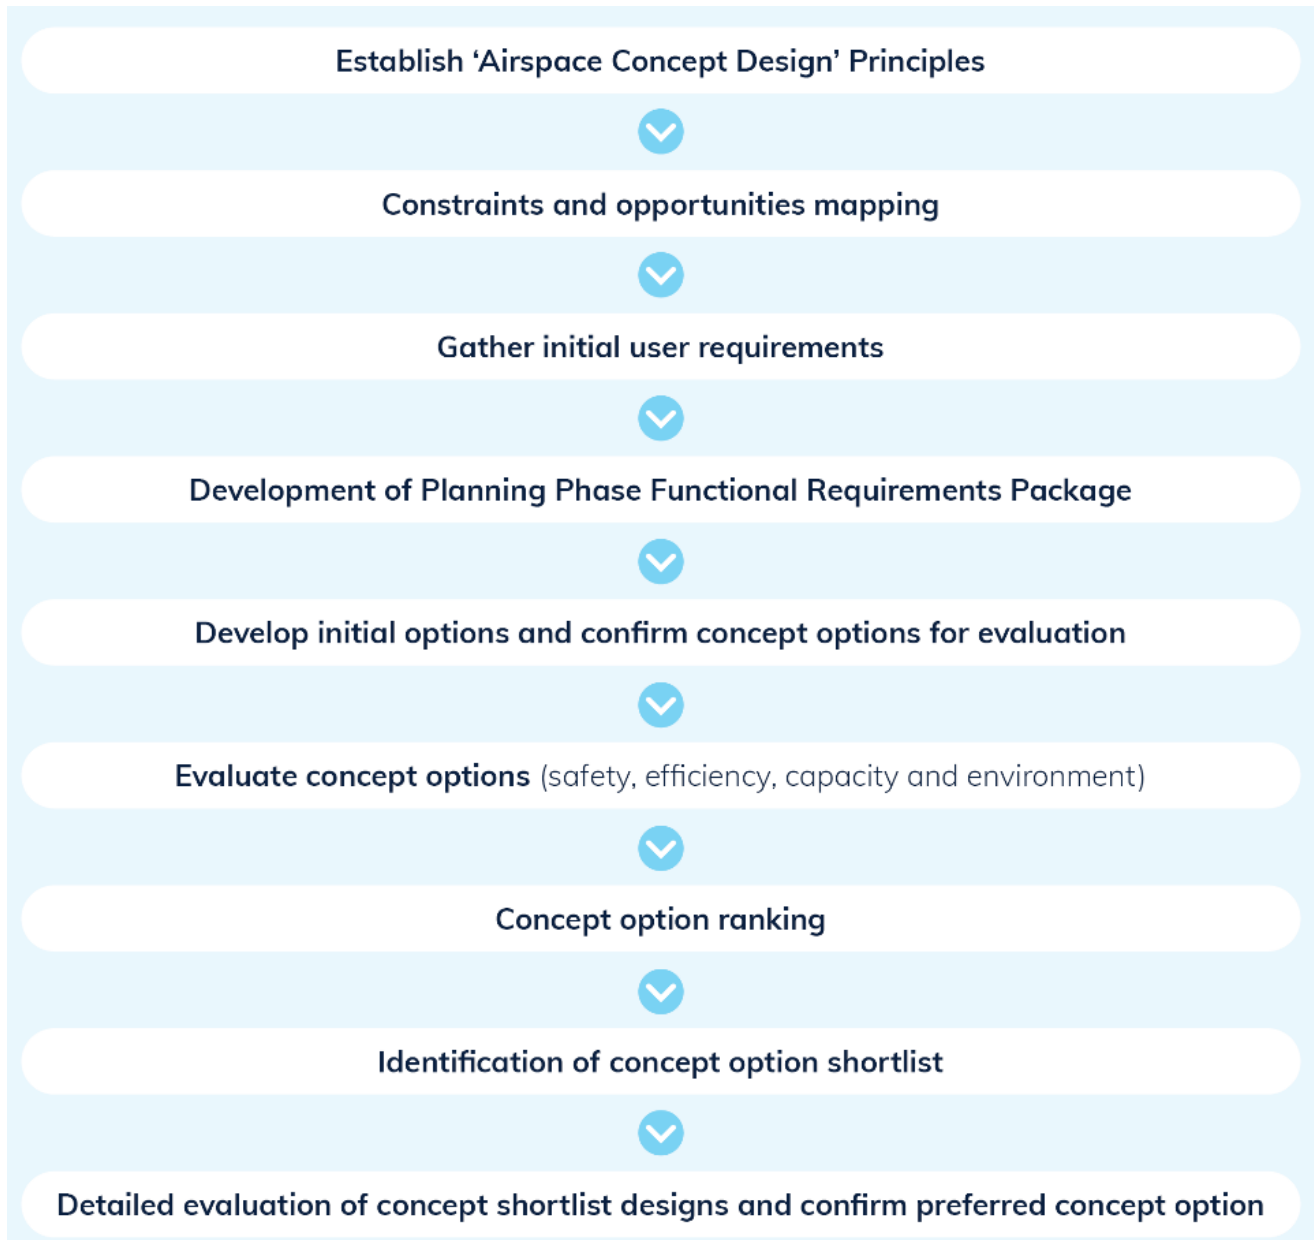 Establish ‘Airspace Concept Design’ Principles
Constraints and opportunities mapping
Gather initial user requirements
Development of Planning Phase Functional Requirements Package
Develop initial options and confirm concept options for evaluation
Evaluate concept options (safety, efficiency, capacity and environment)
Concept option ranking
Identification of concept option shortlist
Detailed evaluation of concept shortlist designs and confirm preferred concept option